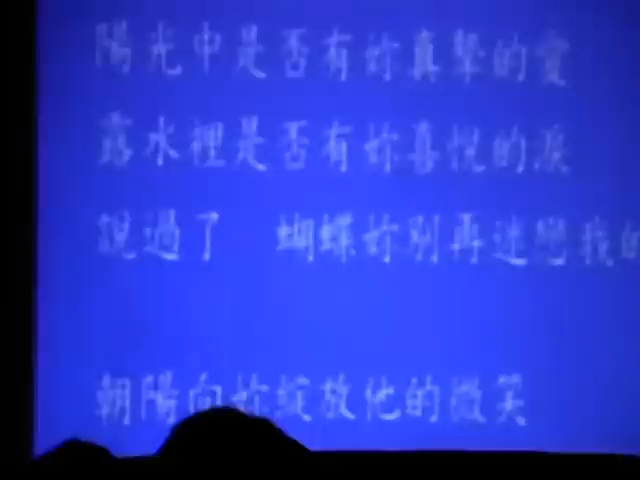 陽光中是否有妳真摯的愛
露水裡是否有妳喜悅的淚
說過了　蝴蝶妳別再迷戀我的
朝陽向妳綻放他的微笑